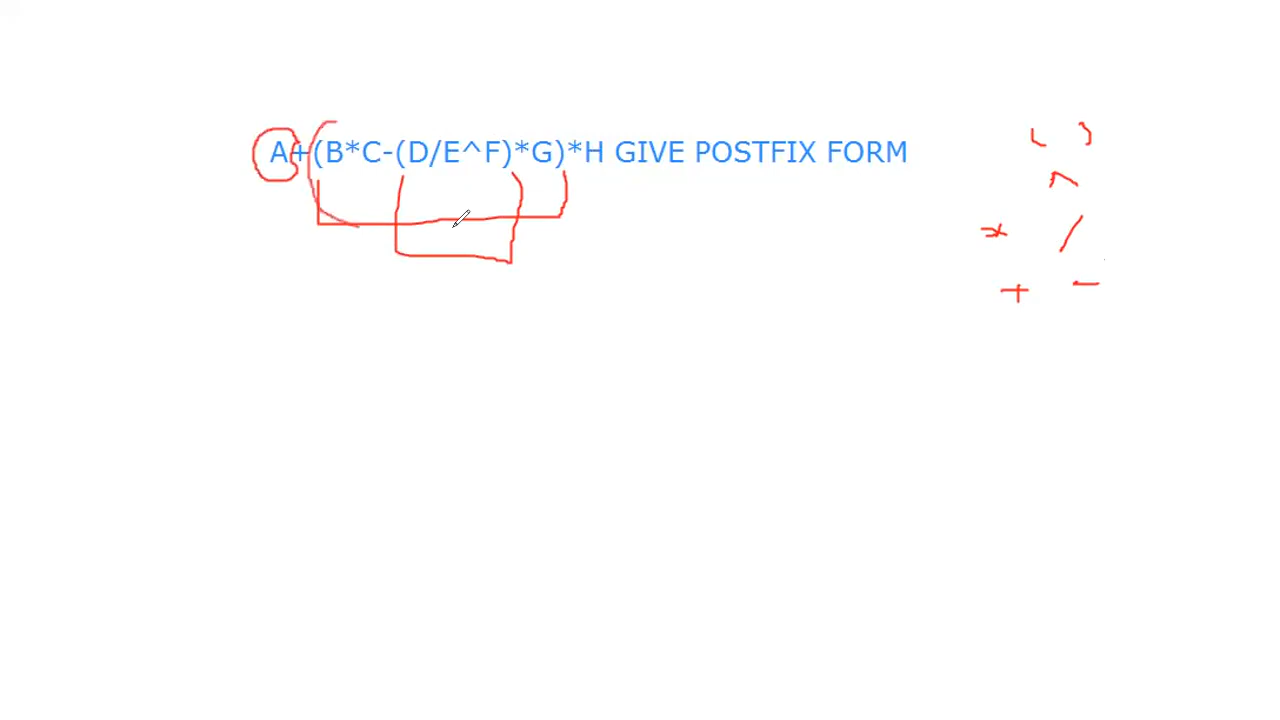 A+(B*C-(D/E^F)*G)*H GIVE POSTFIX FORM
( )
^
* /
+ -